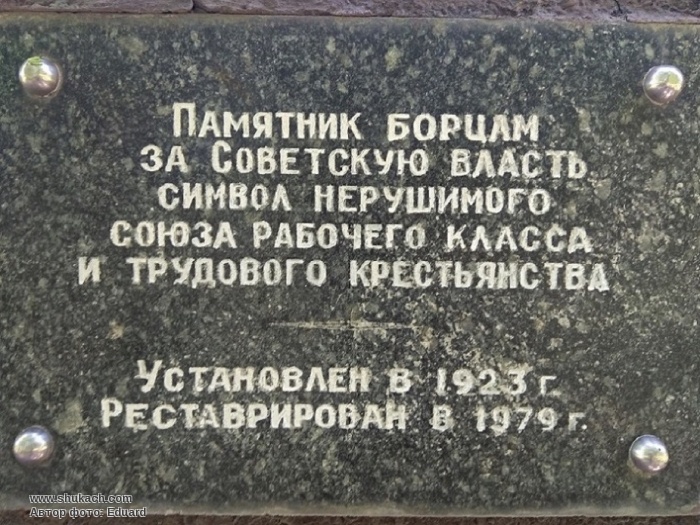 Памятник борцам
за Советскую власть
символ нерушимого
союза рабочего класса
и трудового крестьянства
Установлен в 1923 г.
Реставрирован в 1979 г.
www.shukach.com
Автор фото: Eduard